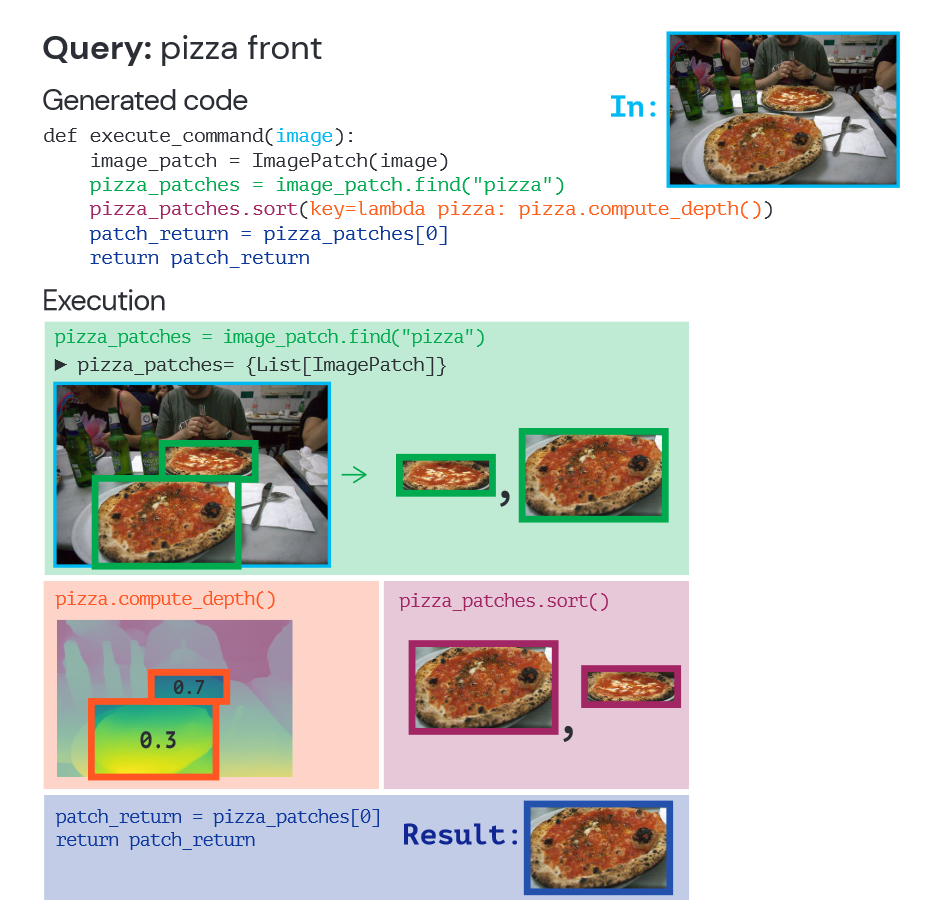 Query: pizza front
Generated code
In:
def execute_command(image):
    image_patch = ImagePatch(image)
    pizza_patches = image_patch.find("pizza")
    pizza_patches.sort(key=lambda pizza: pizza.compute_depth())
    patch_return = pizza_patches[0]
    return patch_return
Execution
pizza_patches = image_patch.find("pizza")
► pizza_patches= {List[ImagePatch]}
→ ,
pizza.compute_depth()
0.7
0.3
pizza_patches.sort()
,
patch_return = pizza_patches[0]
return patch_return
Result: